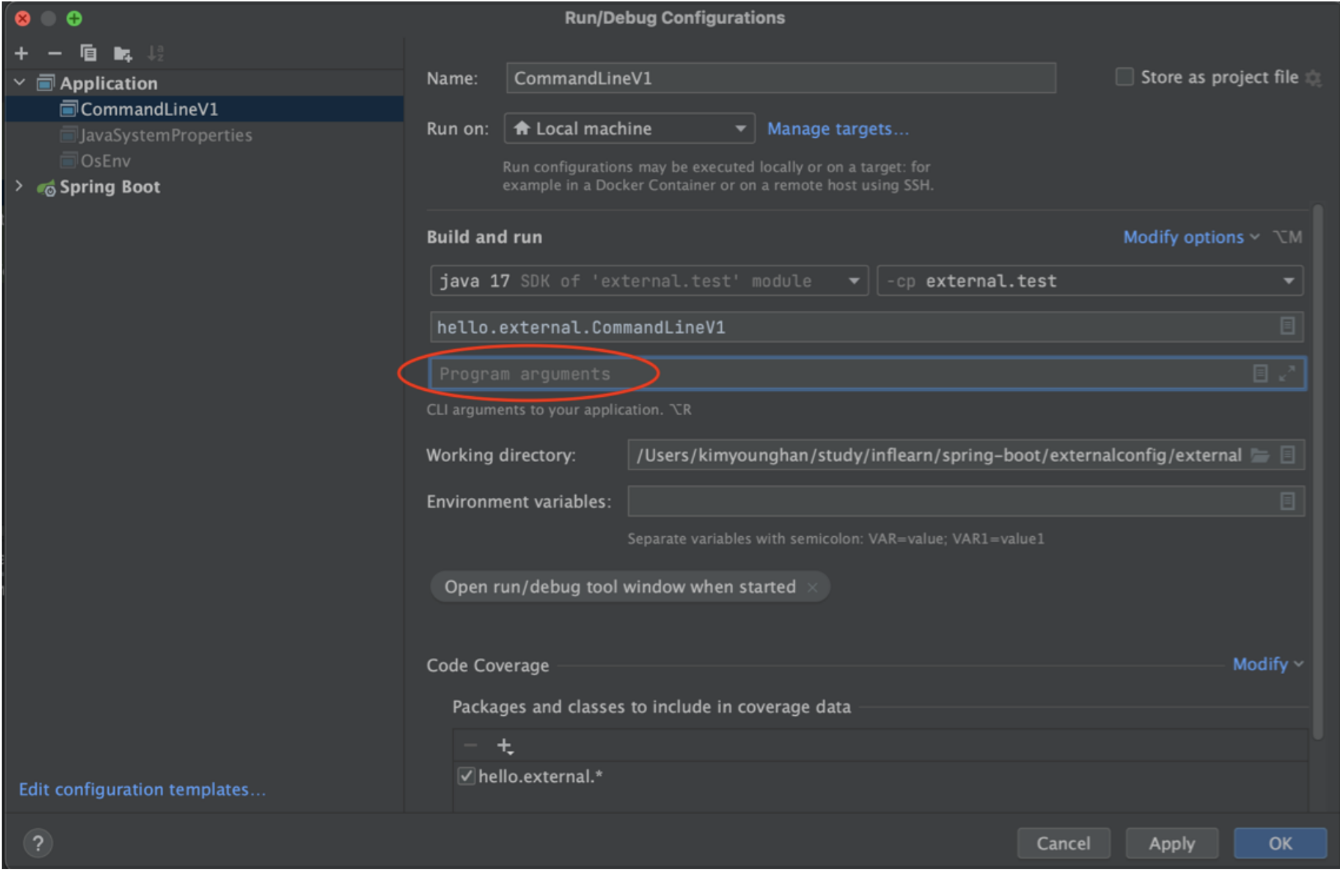 Run/Debug Configurations
Application
CommandLineV1
JavaSystemProperties
OsEnv
Spring Boot
Edit configuration templates...
Name: CommandLineV1 Store as project file
Run on: Local machine Manage targets...
Run configurations may be executed locally or on a target: for
example in a Docker Container or on a remote host using SSH.
Build and run Modify options ⌥M
java 17 SDK of 'external.test' module -cp external.test
hello.external.CommandLineV1
Program arguments
CLI arguments to your application. ⌥R
Working directory: /Users/kimyounghan/study/inflearn/spring-boot/externalconfig/external
Environment variables:
Separate variables with semicolon: VAR=value; VAR1=value1
Open run/debug tool window when started ×
Code Coverage Modify
Packages and classes to include in coverage data
hello.external.*
? Cancel Apply OK